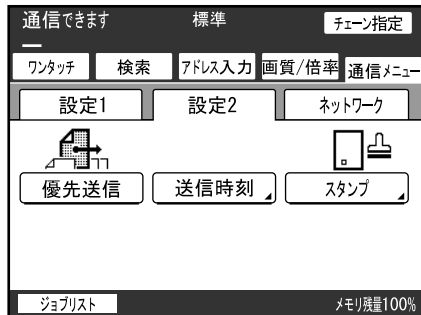 通信できます 標準 チェーン指定
ワンタッチ 検索 アドレス入力 画質/倍率 通信メニュー
設定1 設定2 ネットワーク
優先送信 送信時刻 スタンプ
ジョブリスト メモリ残量100%